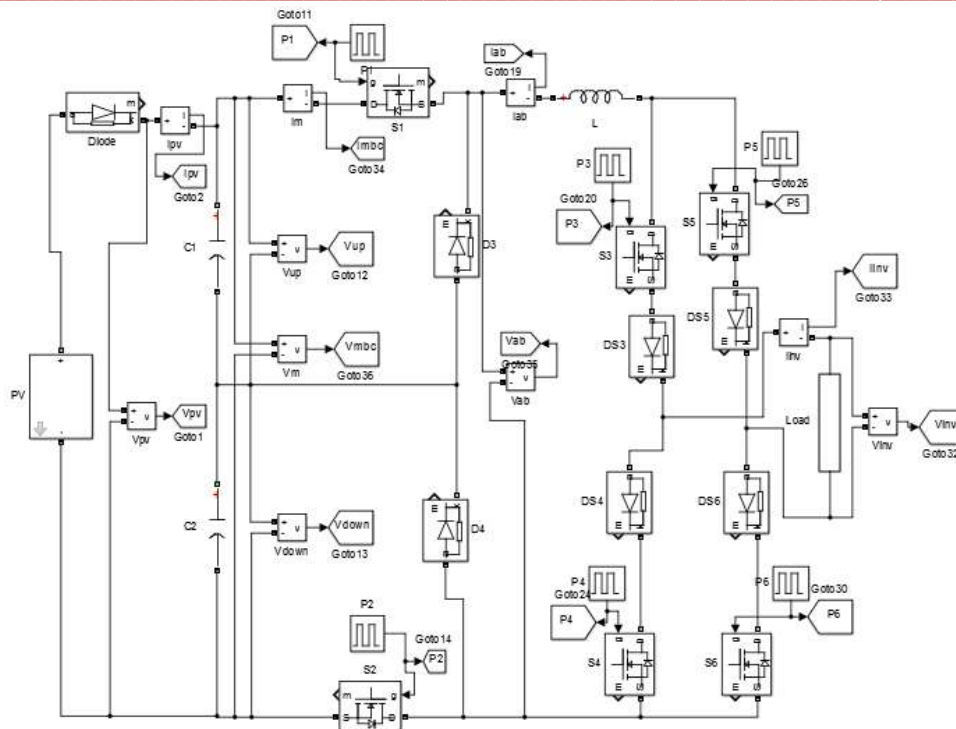 Goto11
P1
P1
g
m
D
S
S1
Iab
Goto19
Iab
L
Im
Imbc
Goto34
m
Diode
Ipv
Ipv
Goto2
P5
Goto26
P5
S5
P3
Goto20
P3
S3
C1
Vup
Vup
Goto12
D3
m
IInv
Goto33
IInv
DS5
DS3
Vmbc
Vm
Goto36
Vab
Goto35
Vab
PV
Vpv
Vpv
Goto1
Load
VInv
VInv
Goto32
DS4
DS6
C2
Vdown
Vdown
Goto13
D4
m
P4
Goto24
P4
S4
P6
Goto30
P6
S6
P2
Goto14
P2
S2
m
g
S
D